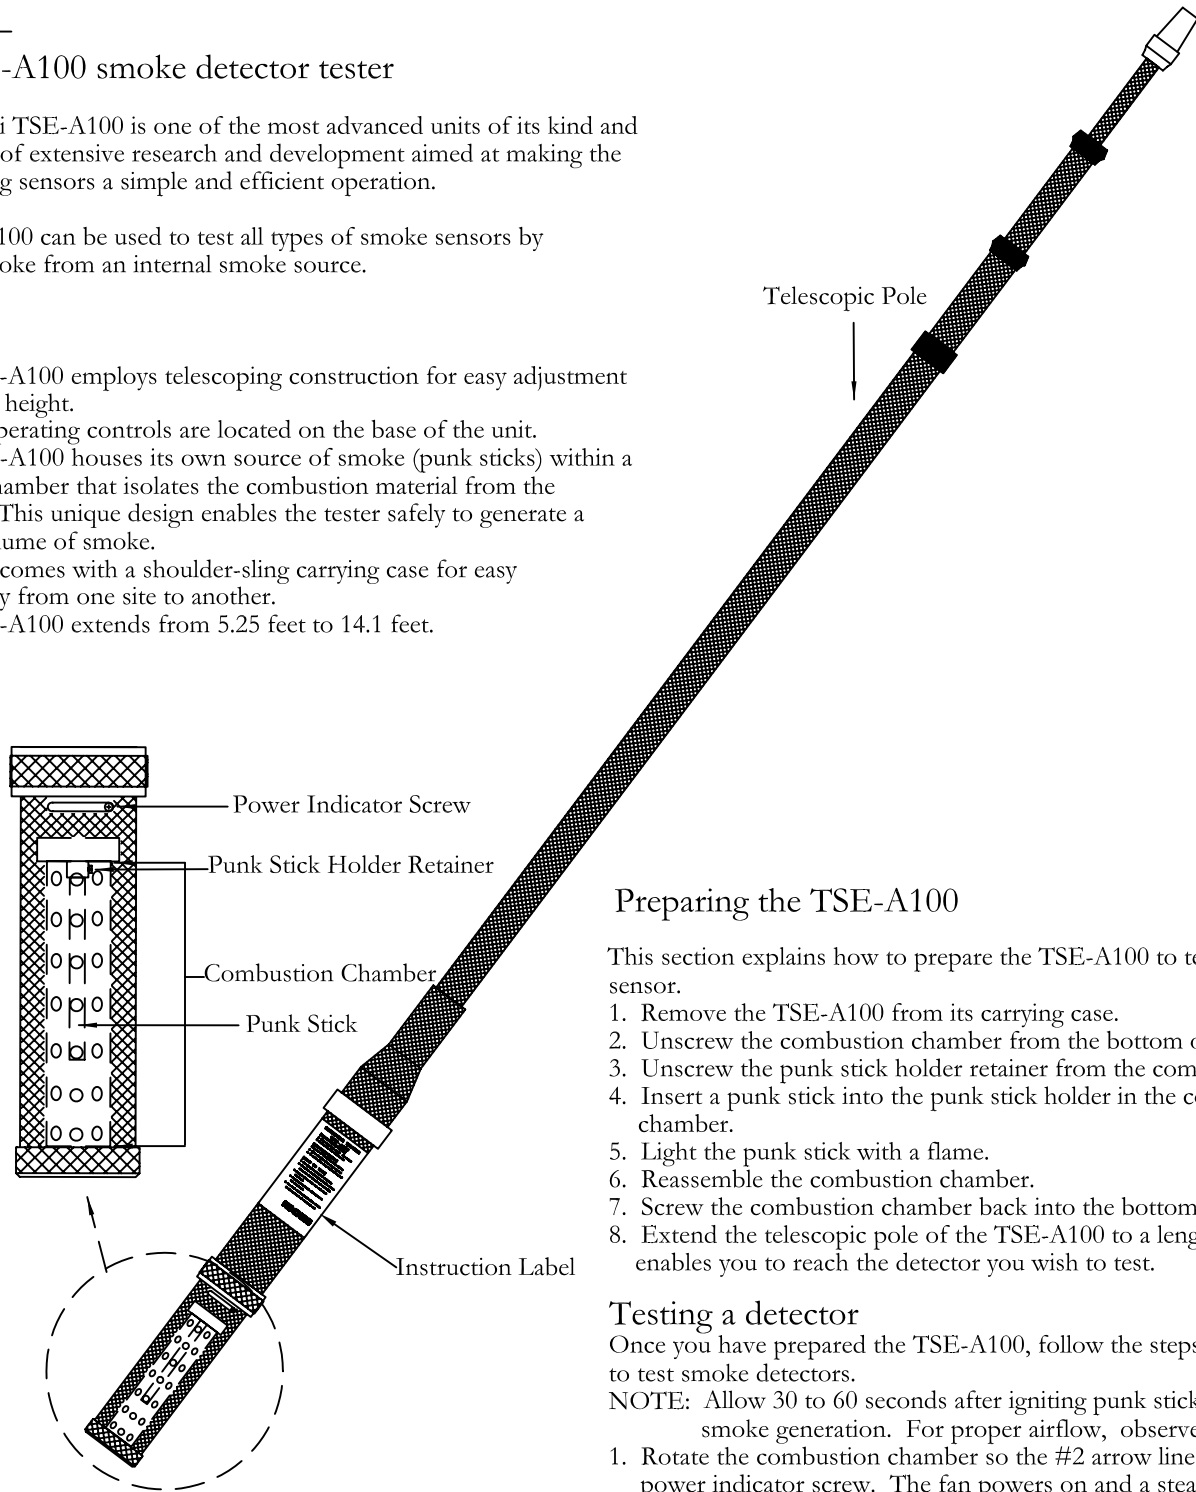 -A100 smoke detector tester
i TSE-A100 is one of the most advanced units of its kind and
of extensive research and development aimed at making the
g sensors a simple and efficient operation.
100 can be used to test all types of smoke sensors by
oke from an internal smoke source.
-A100 employs telescoping construction for easy adjustment
height.
perating controls are located on the base of the unit.
-A100 houses its own source of smoke (punk sticks) within a
hamber that isolates the combustion material from the
This unique design enables the tester safely to generate a
lume of smoke.
comes with a shoulder-sling carrying case for easy
y from one site to another.
-A100 extends from 5.25 feet to 14.1 feet.
Telescopic Pole
Power Indicator Screw
Punk Stick Holder Retainer
Combustion Chamber
Punk Stick
Instruction Label
Preparing the TSE-A100
This section explains how to prepare the TSE-A100 to te
sensor.
1. Remove the TSE-A100 from its carrying case.
2. Unscrew the combustion chamber from the bottom o
3. Unscrew the punk stick holder retainer from the com
4. Insert a punk stick into the punk stick holder in the c
chamber.
5. Light the punk stick with a flame.
6. Reassemble the combustion chamber.
7. Screw the combustion chamber back into the bottom
8. Extend the telescopic pole of the TSE-A100 to a leng
enables you to reach the detector you wish to test.
Testing a detector
Once you have prepared the TSE-A100, follow the steps
to test smoke detectors.
NOTE: Allow 30 to 60 seconds after igniting punk stick
smoke generation. For proper airflow, observe
1. Rotate the combustion chamber so the #2 arrow line
power indicator screw. The fan powers on and a stea